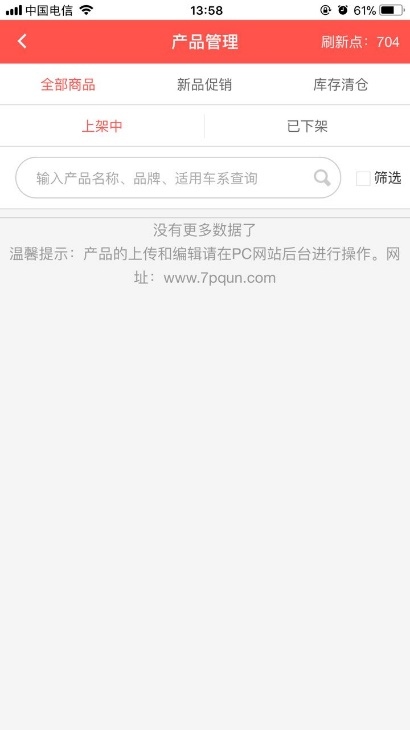 中国电信 13:58 61%
产品管理 刷新点：704
全部商品 新品促销 库存清仓
上架中 已下架
输入产品名称、品牌、适用车系查询 筛选
没有更多数据了
温馨提示：产品的上传和编辑请在PC网站后台进行操作。网
址：www.7pqun.com